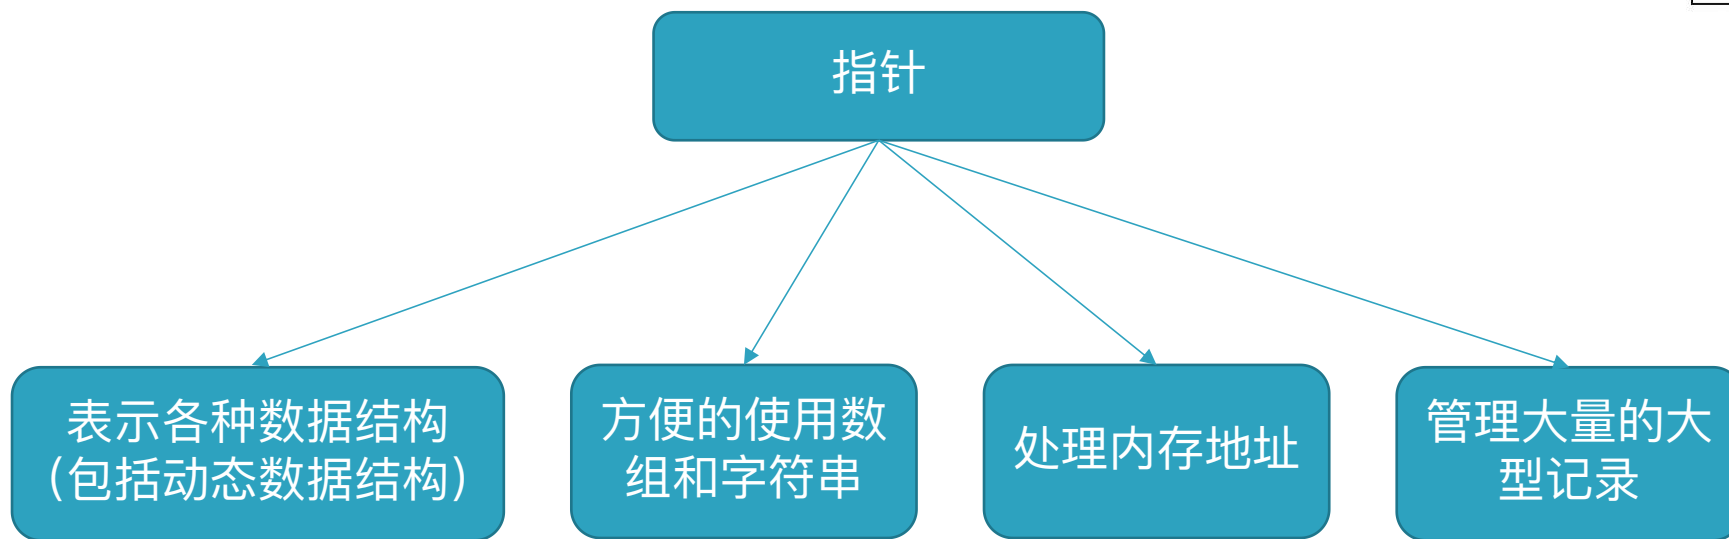 指针
表示各种数据结构
（包括动态数据结构）
方便的使用数
组和字符串
处理内存地址
管理大量的大
型记录